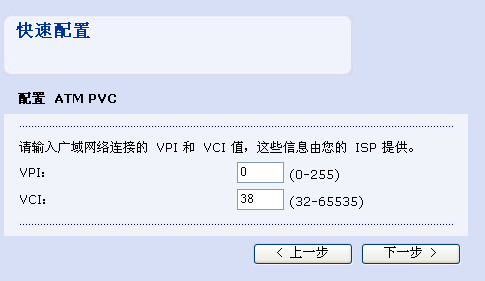 快速配置
配置 ATM PVC
请输入广域网络连接的 VPI 和 VCI 值，这些信息由您的 ISP 提供。
VPI： 0 (0-255)
VCI： 38 (32-65535)
< 上一步 下一步 >